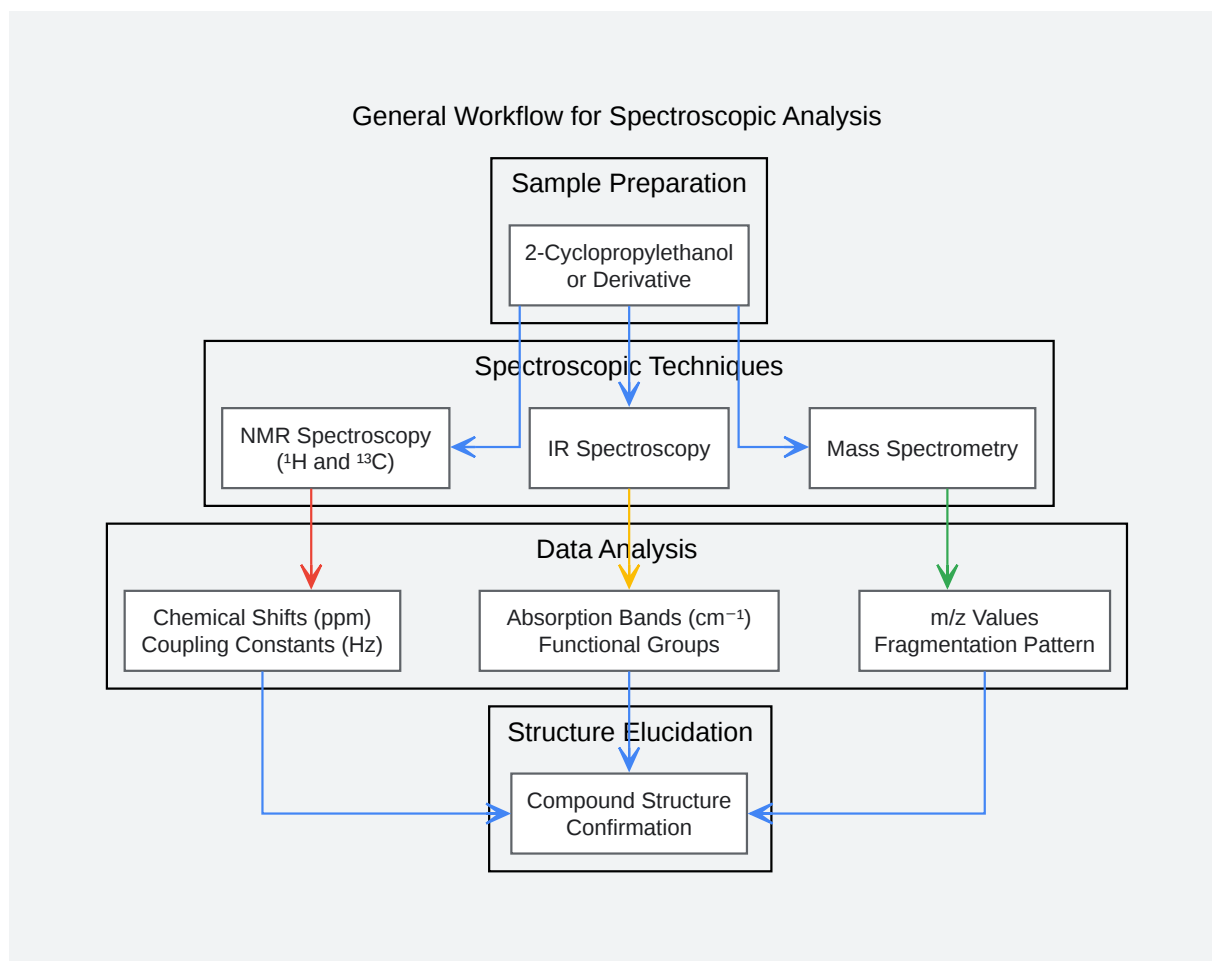 General Workflow for Spectroscopic Analysis
Sample Preparation
2-Cyclopropylethanol
or Derivative
Spectroscopic Techniques
NMR Spectroscopy
(¹H and ¹³C)
IR Spectroscopy
Mass Spectrometry
Data Analysis
Chemical Shifts (ppm)
Coupling Constants (Hz)
Absorption Bands (cm⁻¹)
Functional Groups
m/z Values
Fragmentation Pattern
Structure Elucidation
Compound Structure
Confirmation